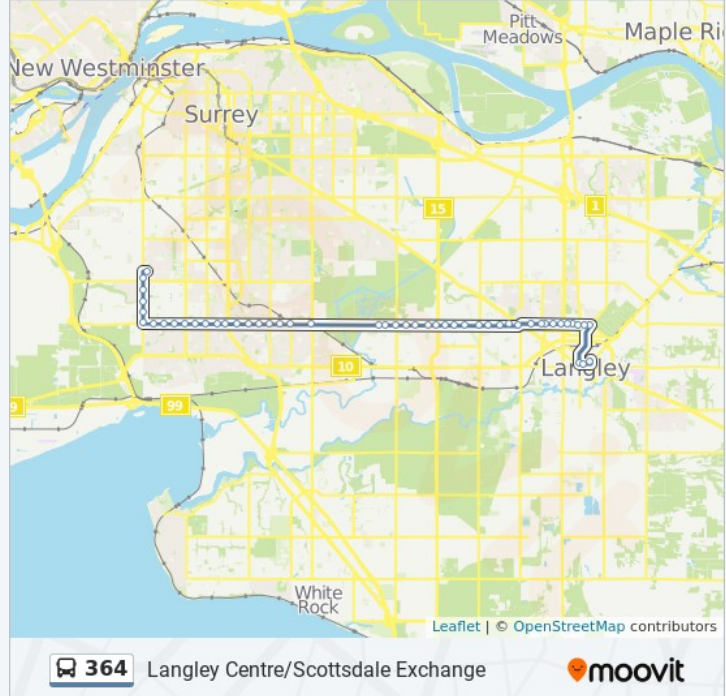 Pitt
Meadows
Maple Ri
New Westminster
Surrey
15
1
10
Langley
9
99
White
Rock
Leaflet | © OpenStreetMap contributors
364 Langley Centre/Scottsdale Exchange
moovit